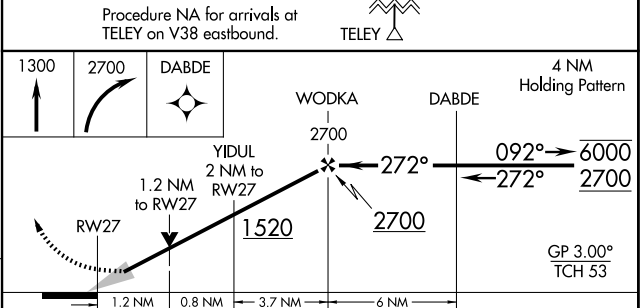 Procedure NA for arrivals at
TELEY on V38 eastbound.
TELEY
1300
2700
DABDE
4 NM
Holding Pattern
WODKA
DABDE
2700
092°
6000
272°
272°
2700
YIDUL
2 NM to
RW27
1.2 NM
to RW27
RW27
1520
2700
GP 3.00°
TCH 53
1.2 NM
0.8 NM
3.7 NM
6 NM